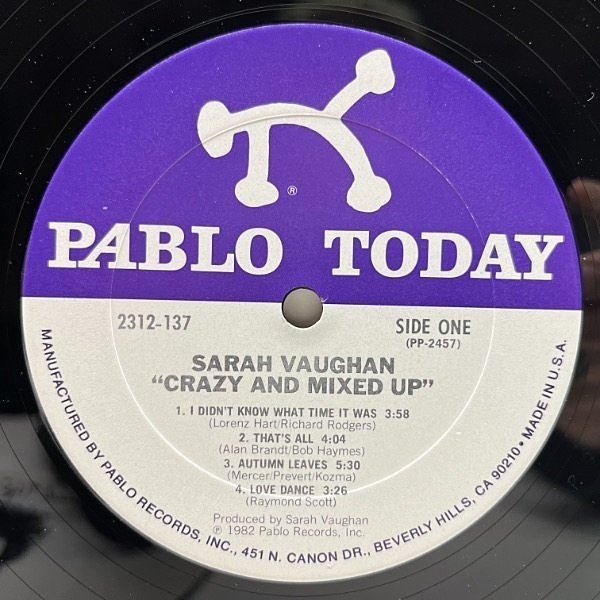 ®
PABLO TODAY
2312-137
SIDE ONE
(PP-2457)
SARAH VAUGHAN
"CRAZY AND MIXED UP"
1. I DIDN'T KNOW WHAT TIME IT WAS 3:58
(Lorenz Hart/Richard Rodgers)
2. THAT'S ALL 4:04
(Alan Brandt/Bob Haymes)
3. AUTUMN LEAVES 5:30
(Mercer/Prevert/Kozma)
4. LOVE DANCE 3:26
(Raymond Scott)
Produced by Sarah Vaughan
℗ 1982 Pablo Records, Inc.
MANUFACTURED BY PABLO RECORDS, INC., 451 N. CANON DR., BEVERLY HILLS, CA 90210 • MADE IN U.S.A.